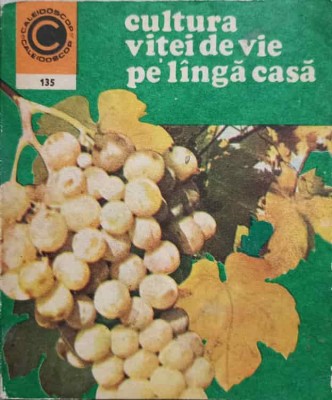 CALEIDOSCOP
CALEIDOSCOP
C
135
cultura
viței de vie
pe lîngă casă